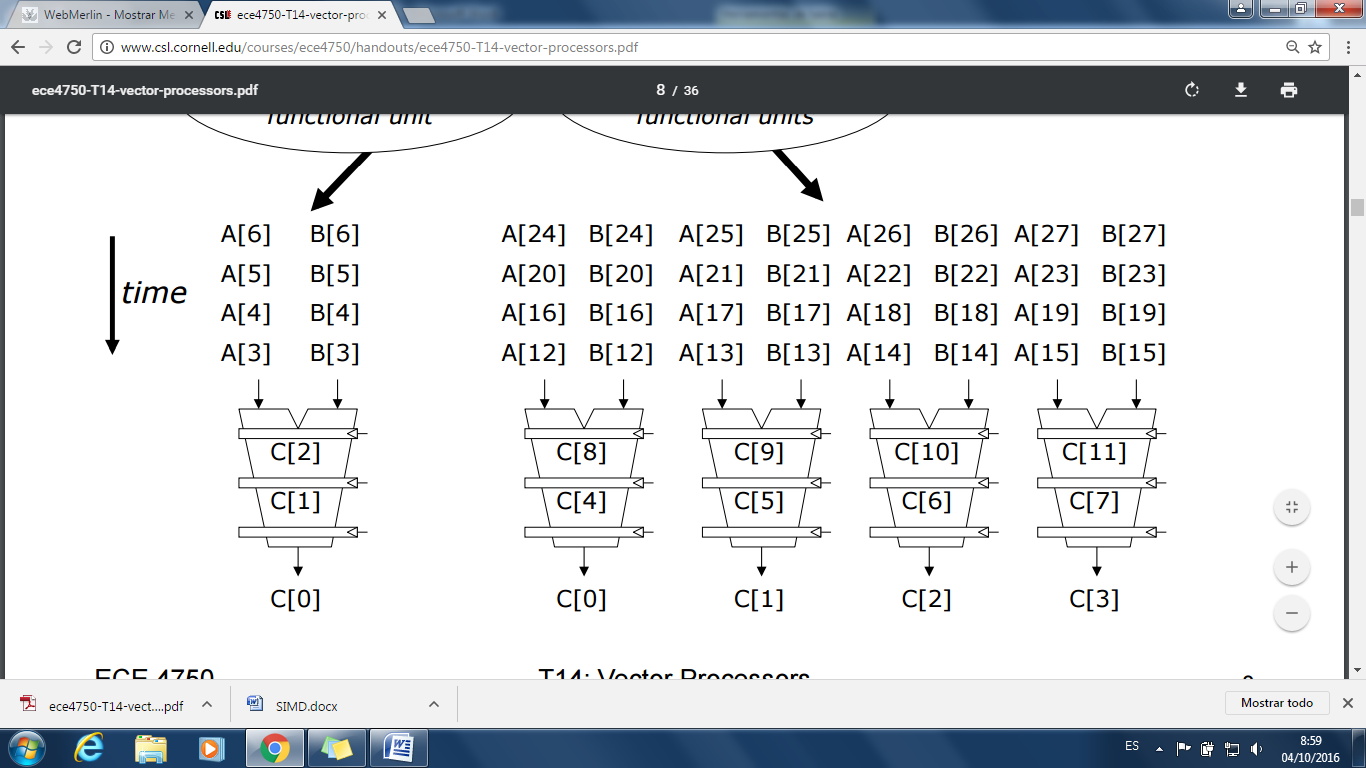 WebMerlin - Mostrar Me
CSL ece4750-T14-vector-proc
www.csl.cornell.edu/courses/ece4750/handouts/ece4750-T14-vector-processors.pdf
ece4750-T14-vector-processors.pdf 8 / 36
functional unit functional units
A[6] B[6] A[24] B[24] A[25] B[25] A[26] B[26] A[27] B[27]
A[5] B[5] A[20] B[20] A[21] B[21] A[22] B[22] A[23] B[23]
time
A[4] B[4] A[16] B[16] A[17] B[17] A[18] B[18] A[19] B[19]
A[3] B[3] A[12] B[12] A[13] B[13] A[14] B[14] A[15] B[15]
C[2] C[8] C[9] C[10] C[11]
C[1] C[4] C[5] C[6] C[7]
C[0] C[0] C[1] C[2] C[3]
ECE 4750 T14: Vector Processors
ece4750-T14-vect....pdf SIMD.docx Mostrar todo
ES 8:59
04/10/2016